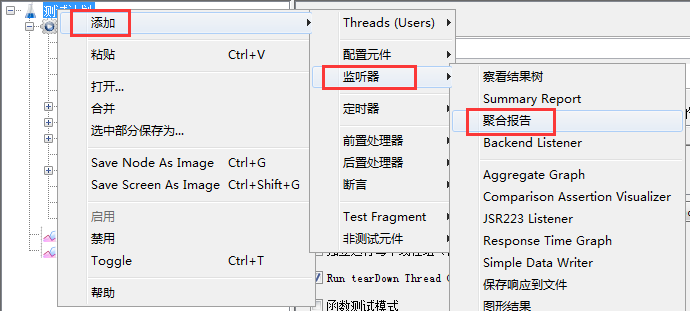 测试计划
添加
粘贴 Ctrl+V
打开...
合并
选中部分保存为...
Save Node As Image Ctrl+G
Save Screen As Image Ctrl+Shift+G
启用
禁用
Toggle Ctrl+T
帮助
Threads (Users)
配置元件
监听器
定时器
前置处理器
后置处理器
断言
Test Fragment
非测试元件
察看结果树
Summary Report
聚合报告
Backend Listener
Aggregate Graph
Comparison Assertion Visualizer
JSR223 Listener
Response Time Graph
Simple Data Writer
保存响应到文件
图形结果
Run tearDown Thread
函数测试模式